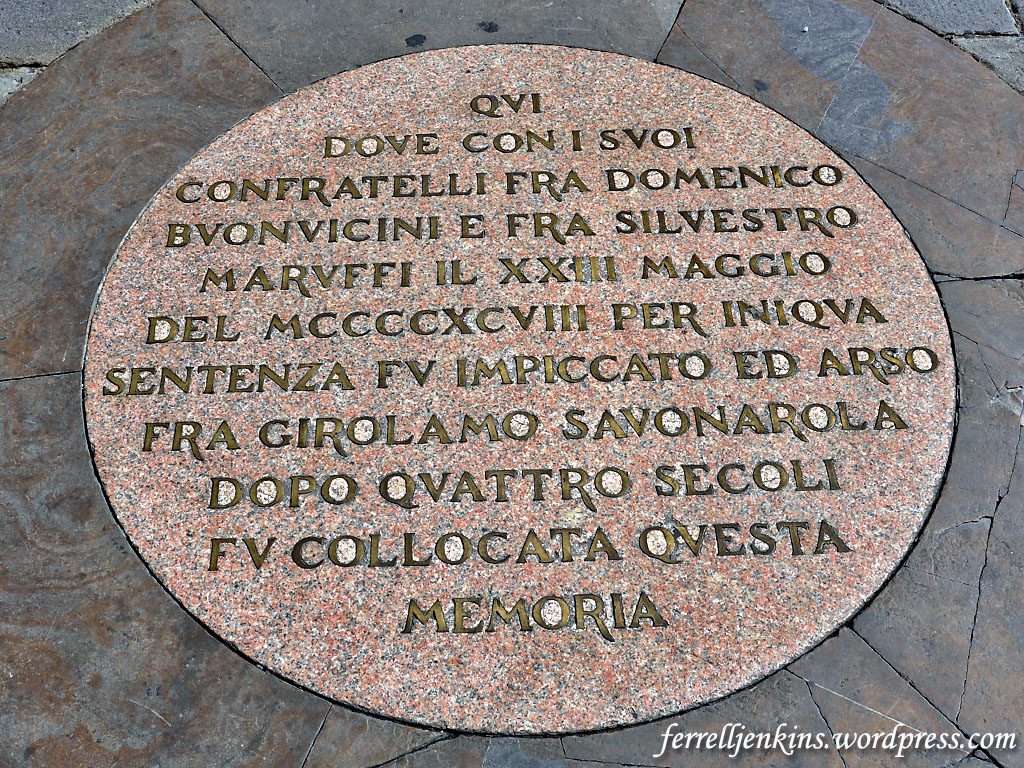 QVI
DOVE CON I SVOI
CONFRATELLI FRA DOMENICO
BVONVICINI E FRA SILVESTRO
MARVFFI IL XXIII MAGGIO
DEL MCCCCXCVIII PER INIQVA
SENTENZA FV IMPICCATO ED ARSO
FRA GIROLAMO SAVONAROLA
DOPO QVATTRO SECOLI
FV COLLOCATA QVESTA
MEMORIA
ferrelljenkins.wordpress.com